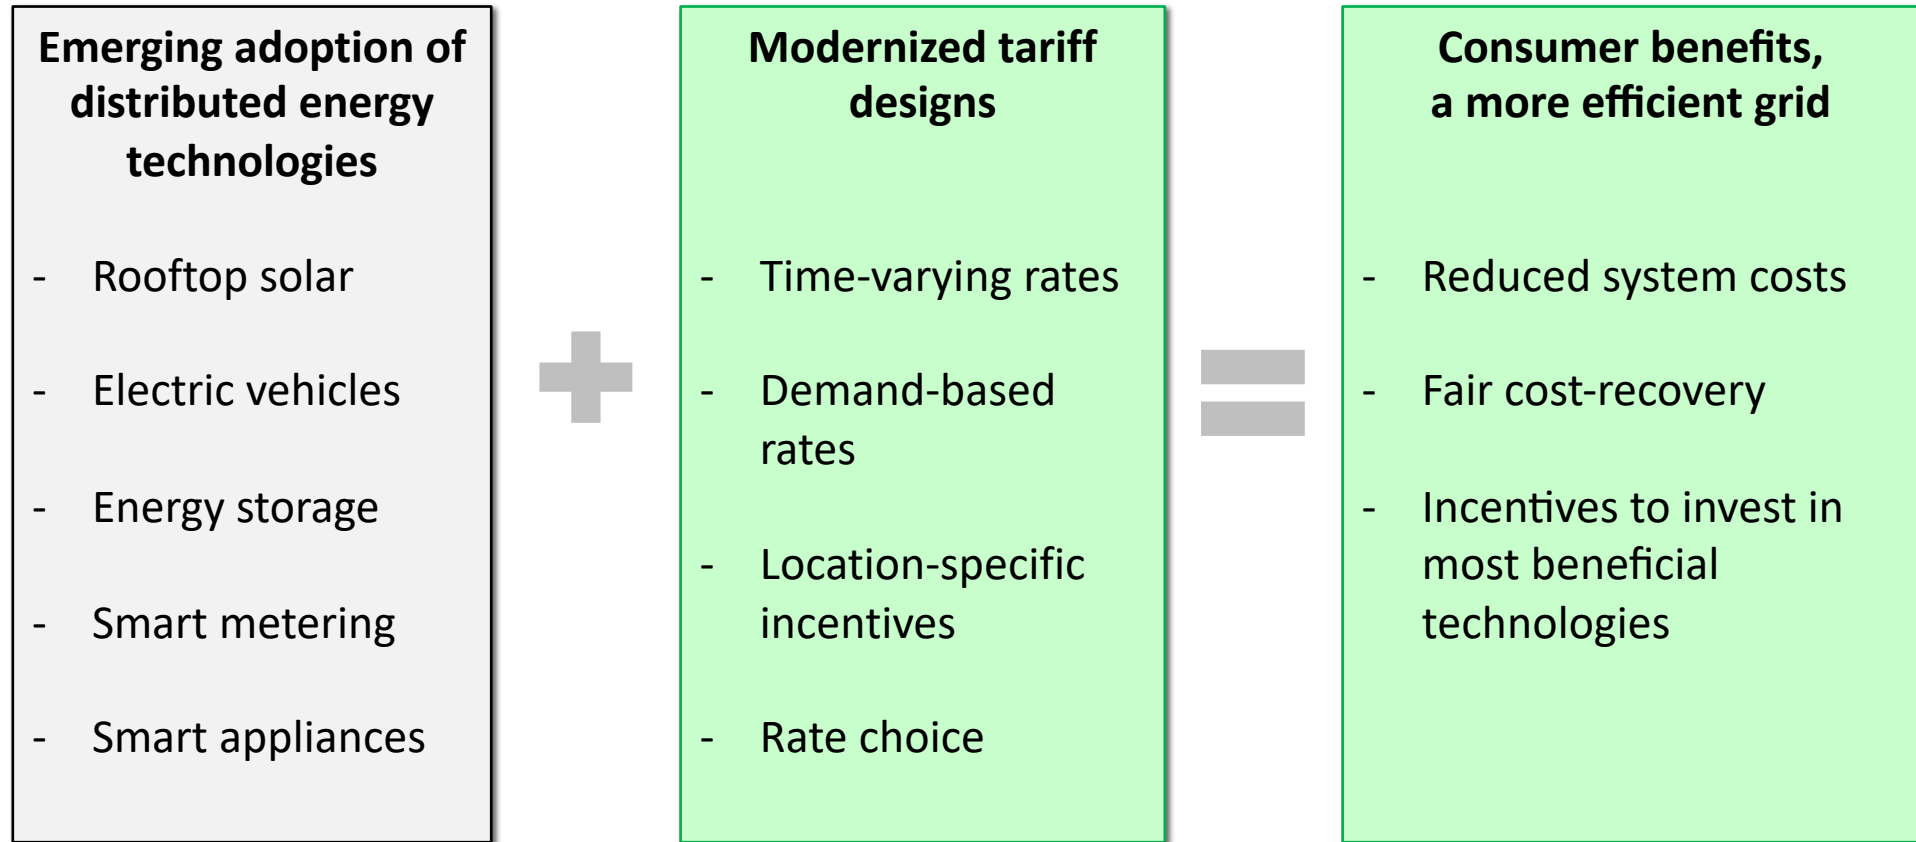 Emerging adoption of
distributed energy
technologies
- Rooftop solar
- Electric vehicles
- Energy storage
- Smart metering
- Smart appliances
Modernized tariff
designs
- Time-varying rates
- Demand-based
rates
- Location-specific
incentives
- Rate choice
Consumer benefits,
a more efficient grid
- Reduced system costs
- Fair cost-recovery
- Incentives to invest in
most beneficial
technologies